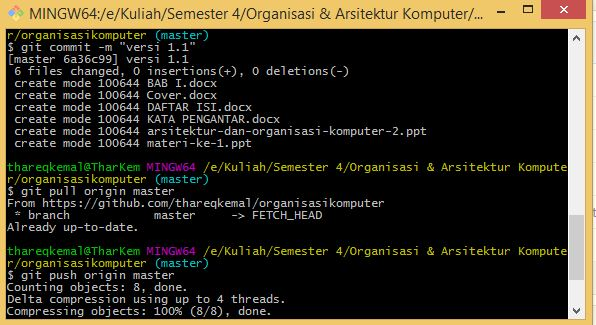 MINGW64:/e/Kuliah/Semester 4/Organisasi & Arsitektur Komputer/...
r/organisasikomputer (master)
$ git commit -m "versi 1.1"
[master 6a36c99] versi 1.1
 6 files changed, 0 insertions(+), 0 deletions(-)
 create mode 100644 BAB I.docx
 create mode 100644 Cover.docx
 create mode 100644 DAFTAR ISI.docx
 create mode 100644 KATA PENGANTAR.docx
 create mode 100644 arsitektur-dan-organisasi-komputer-2.ppt
 create mode 100644 materi-ke-1.ppt
thareqkemal@TharKem MINGW64 /e/Kuliah/Semester 4/Organisasi & Arsitektur Kompute
r/organisasikomputer (master)
$ git pull origin master
From https://github.com/thareqkemal/organisasikomputer
 * branch            master     -> FETCH_HEAD
Already up-to-date.
thareqkemal@TharKem MINGW64 /e/Kuliah/Semester 4/Organisasi & Arsitektur Kompute
r/organisasikomputer (master)
$ git push origin master
Counting objects: 8, done.
Delta compression using up to 4 threads.
Compressing objects: 100% (8/8), done.